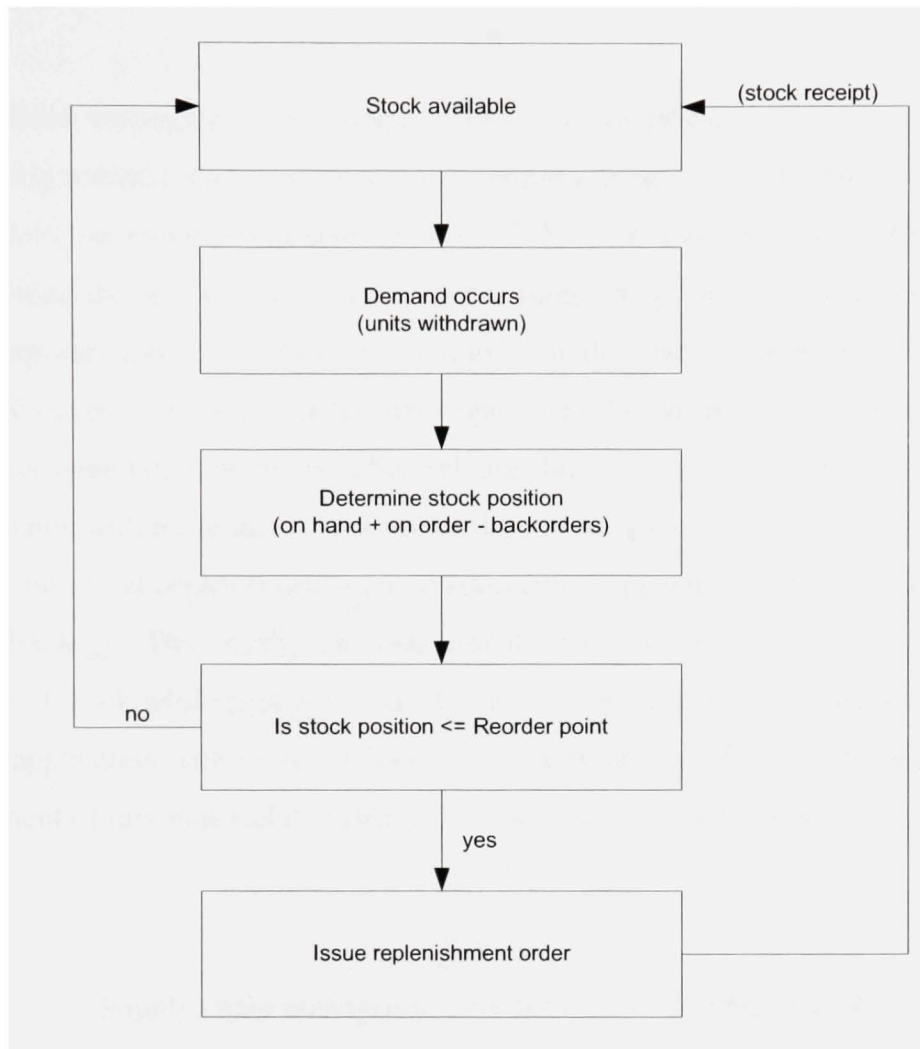 Stock available
(stock receipt)
Demand occurs
(units withdrawn)
Determine stock position
(on hand + on order - backorders)
no
Is stock position <= Reorder point
yes
Issue replenishment order